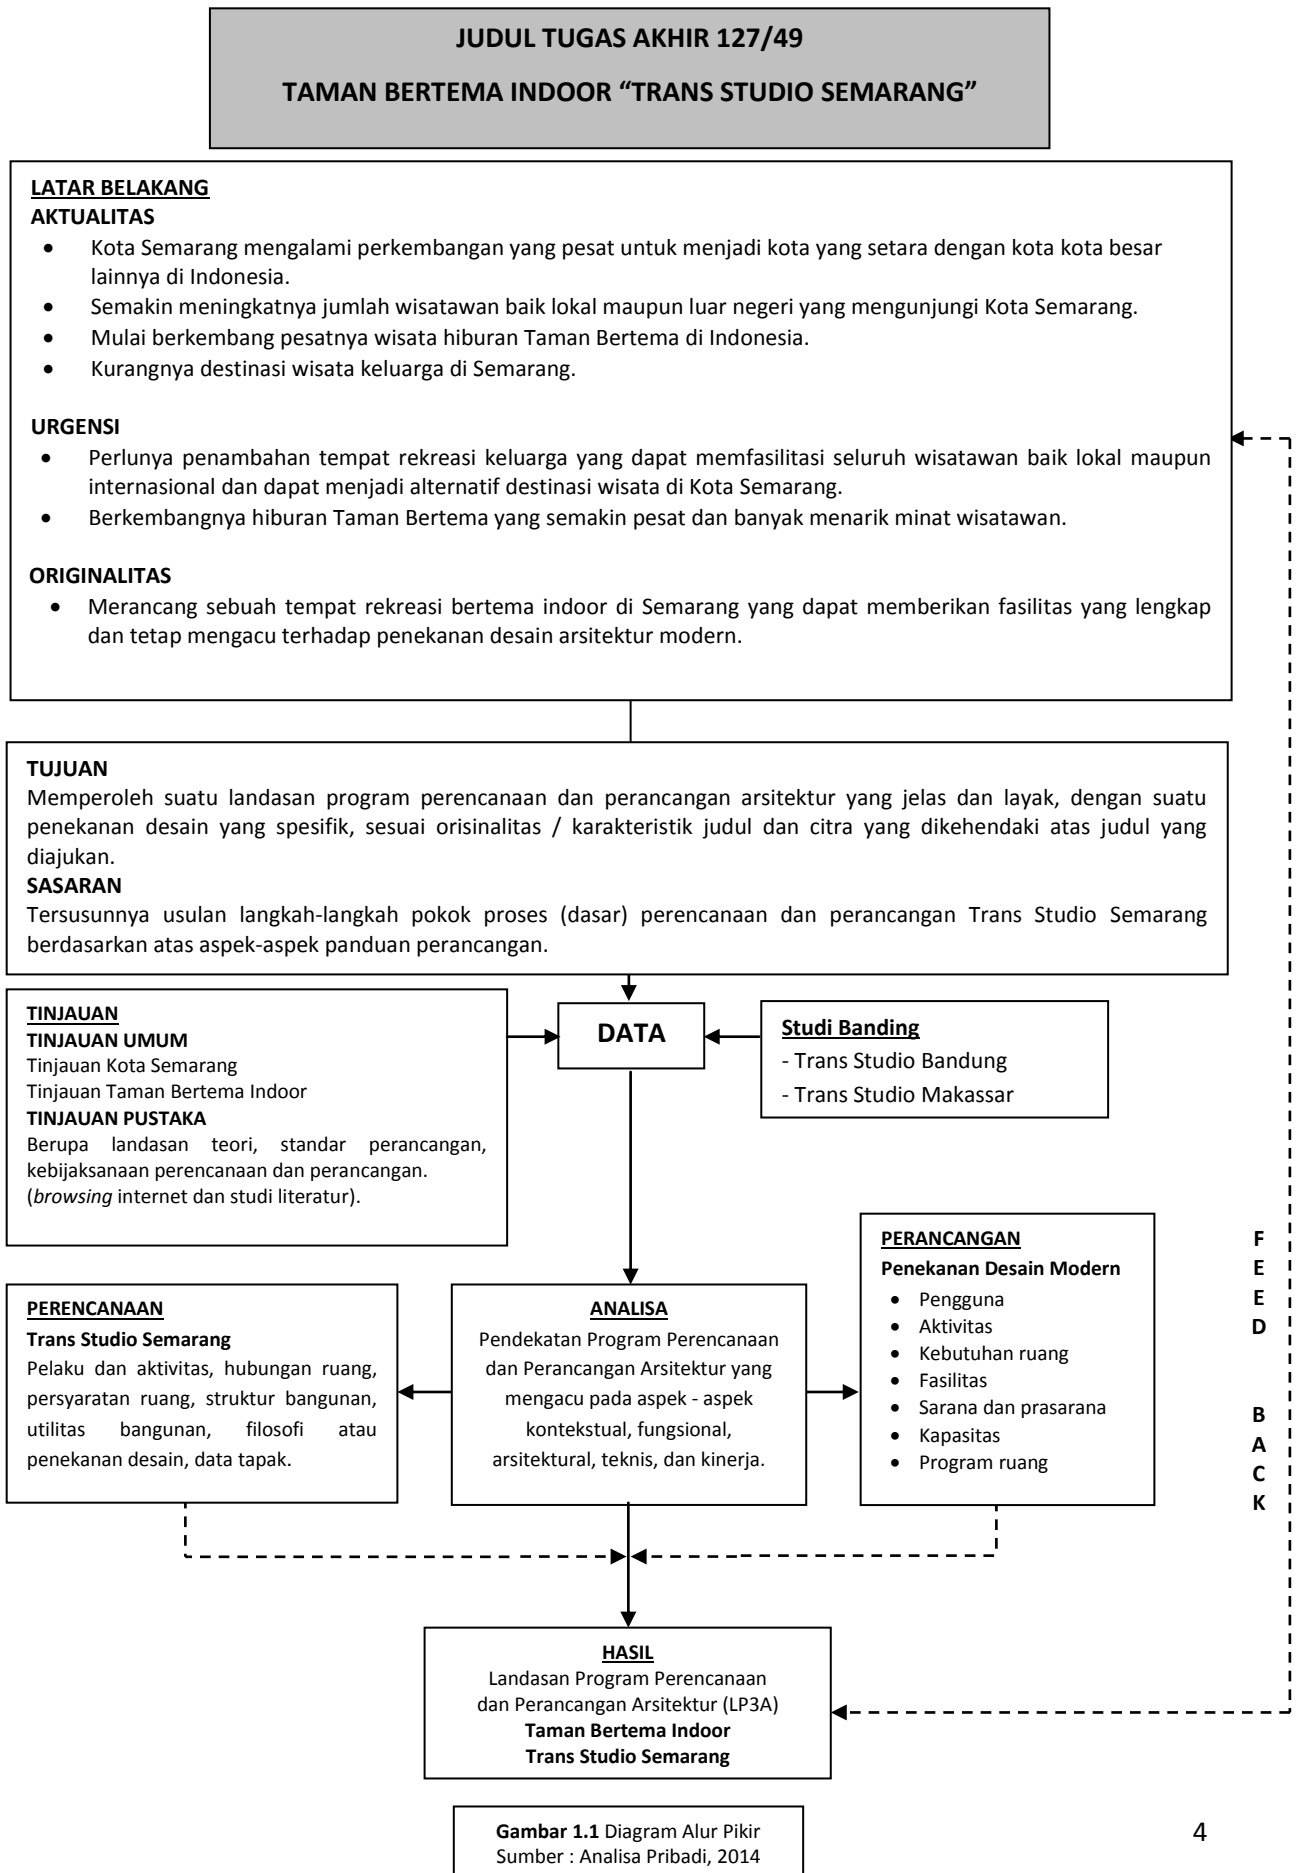 JUDUL TUGAS AKHIR 127/49
TAMAN BERTEMA INDOOR “TRANS STUDIO SEMARANG”
LATAR BELAKANG
AKTUALITAS
• Kota Semarang mengalami perkembangan yang pesat untuk menjadi kota yang setara dengan kota kota besar
lainnya di Indonesia.
• Semakin meningkatnya jumlah wisatawan baik lokal maupun luar negeri yang mengunjungi Kota Semarang.
• Mulai berkembang pesatnya wisata hiburan Taman Bertema di Indonesia.
• Kurangnya destinasi wisata keluarga di Semarang.
URGENSI
• Perlunya penambahan tempat rekreasi keluarga yang dapat memfasilitasi seluruh wisatawan baik lokal maupun
internasional dan dapat menjadi alternatif destinasi wisata di Kota Semarang.
• Berkembangnya hiburan Taman Bertema yang semakin pesat dan banyak menarik minat wisatawan.
ORIGINALITAS
• Merancang sebuah tempat rekreasi bertema indoor di Semarang yang dapat memberikan fasilitas yang lengkap
dan tetap mengacu terhadap penekanan desain arsitektur modern.
TUJUAN
Memperoleh suatu landasan program perencanaan dan perancangan arsitektur yang jelas dan layak, dengan suatu
penekanan desain yang spesifik, sesuai orisinalitas / karakteristik judul dan citra yang dikehendaki atas judul yang
diajukan.
SASARAN
Tersusunnya usulan langkah-langkah pokok proses (dasar) perencanaan dan perancangan Trans Studio Semarang
berdasarkan atas aspek-aspek panduan perancangan.
TINJAUAN
TINJAUAN UMUM
Tinjauan Kota Semarang
Tinjauan Taman Bertema Indoor
TINJAUAN PUSTAKA
Berupa landasan teori, standar perancangan,
kebijaksanaan perencanaan dan perancangan.
(browsing internet dan studi literatur).
DATA
Studi Banding
- Trans Studio Bandung
- Trans Studio Makassar
PERENCANAAN
Trans Studio Semarang
Pelaku dan aktivitas, hubungan ruang,
persyaratan ruang, struktur bangunan,
utilitas bangunan, filosofi atau
penekanan desain, data tapak.
ANALISA
Pendekatan Program Perencanaan
dan Perancangan Arsitektur yang
mengacu pada aspek - aspek
kontekstual, fungsional,
arsitektural, teknis, dan kinerja.
PERANCANGAN
Penekanan Desain Modern
• Pengguna
• Aktivitas
• Kebutuhan ruang
• Fasilitas
• Sarana dan prasarana
• Kapasitas
• Program ruang
F
E
E
D
B
A
C
K
HASIL
Landasan Program Perencanaan
dan Perancangan Arsitektur (LP3A)
Taman Bertema Indoor
Trans Studio Semarang
Gambar 1.1 Diagram Alur Pikir
Sumber : Analisa Pribadi, 2014
4